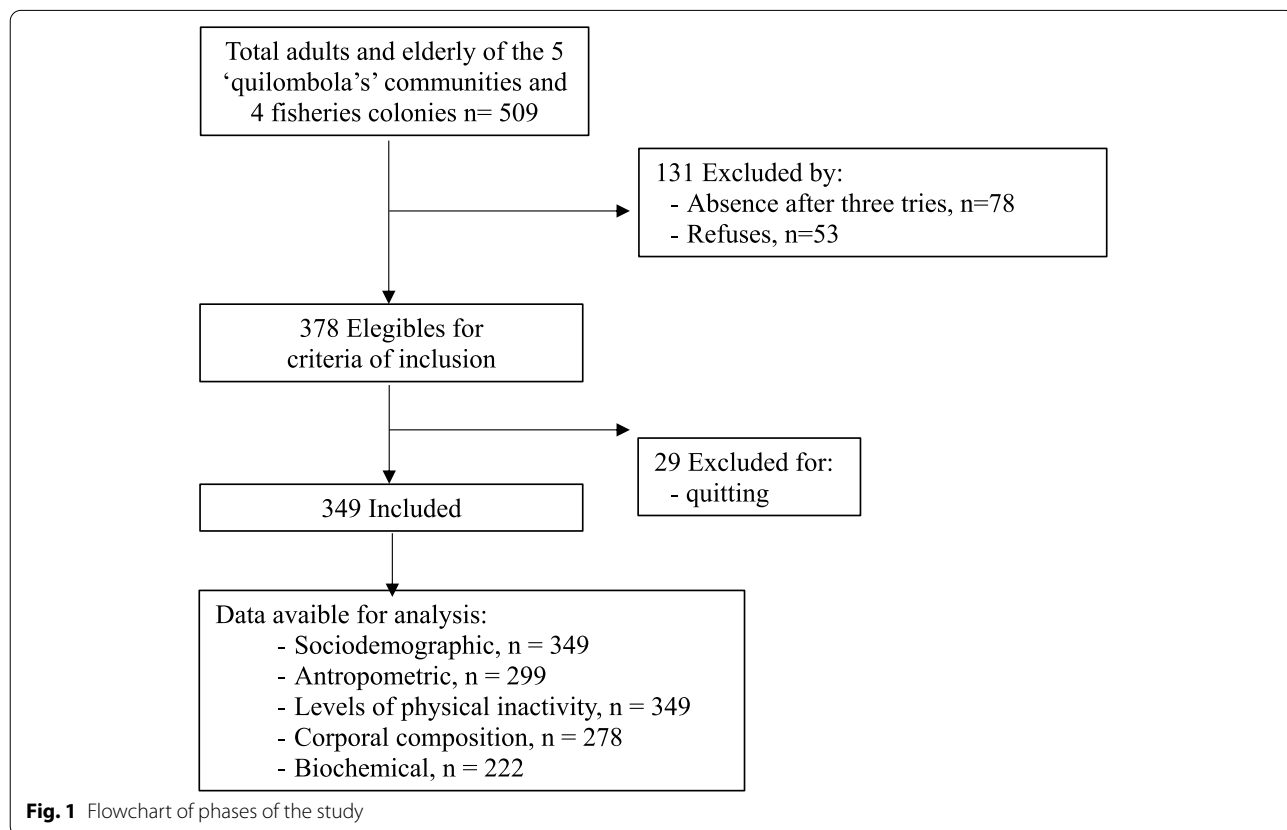 Total adults and elderly of the 5
‘quilombola’s’ communities and
4 fisheries colonies n= 509
131 Excluded by:
- Absence after three tries, n=78
- Refuses, n=53
378 Elegibles for
criteria of inclusion
29 Excluded for:
- quitting
349 Included
Data avaible for analysis:
- Sociodemographic, n = 349
- Antropometric, n = 299
- Levels of physical inactivity, n = 349
- Corporal composition, n = 278
- Biochemical, n = 222
Fig. 1 Flowchart of phases of the study